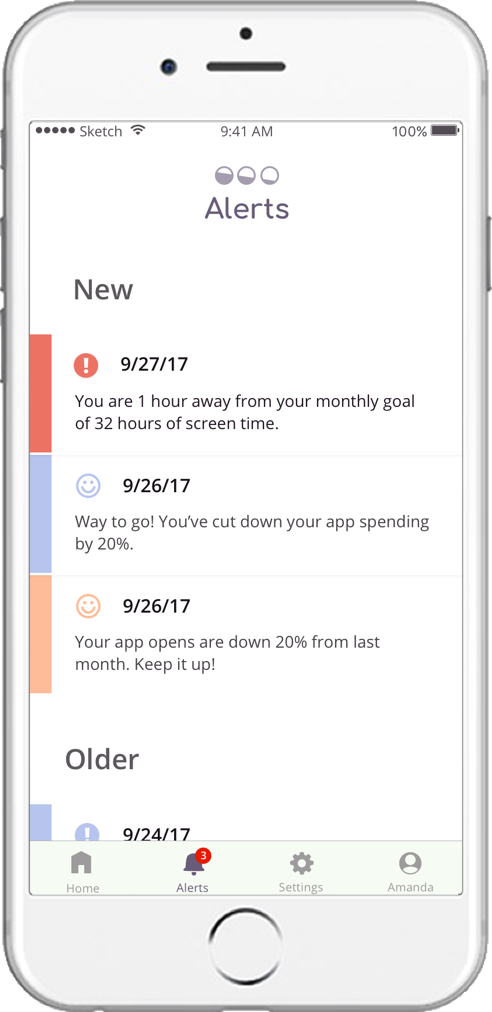 Sketch 9:41 AM 100%
Alerts
New
9/27/17
You are 1 hour away from your monthly goal
of 32 hours of screen time.
9/26/17
Way to go! You’ve cut down your app spending
by 20%.
9/26/17
Your app opens are down 20% from last
month. Keep it up!
Older
9/24/17
3
Home Alerts Settings Amanda